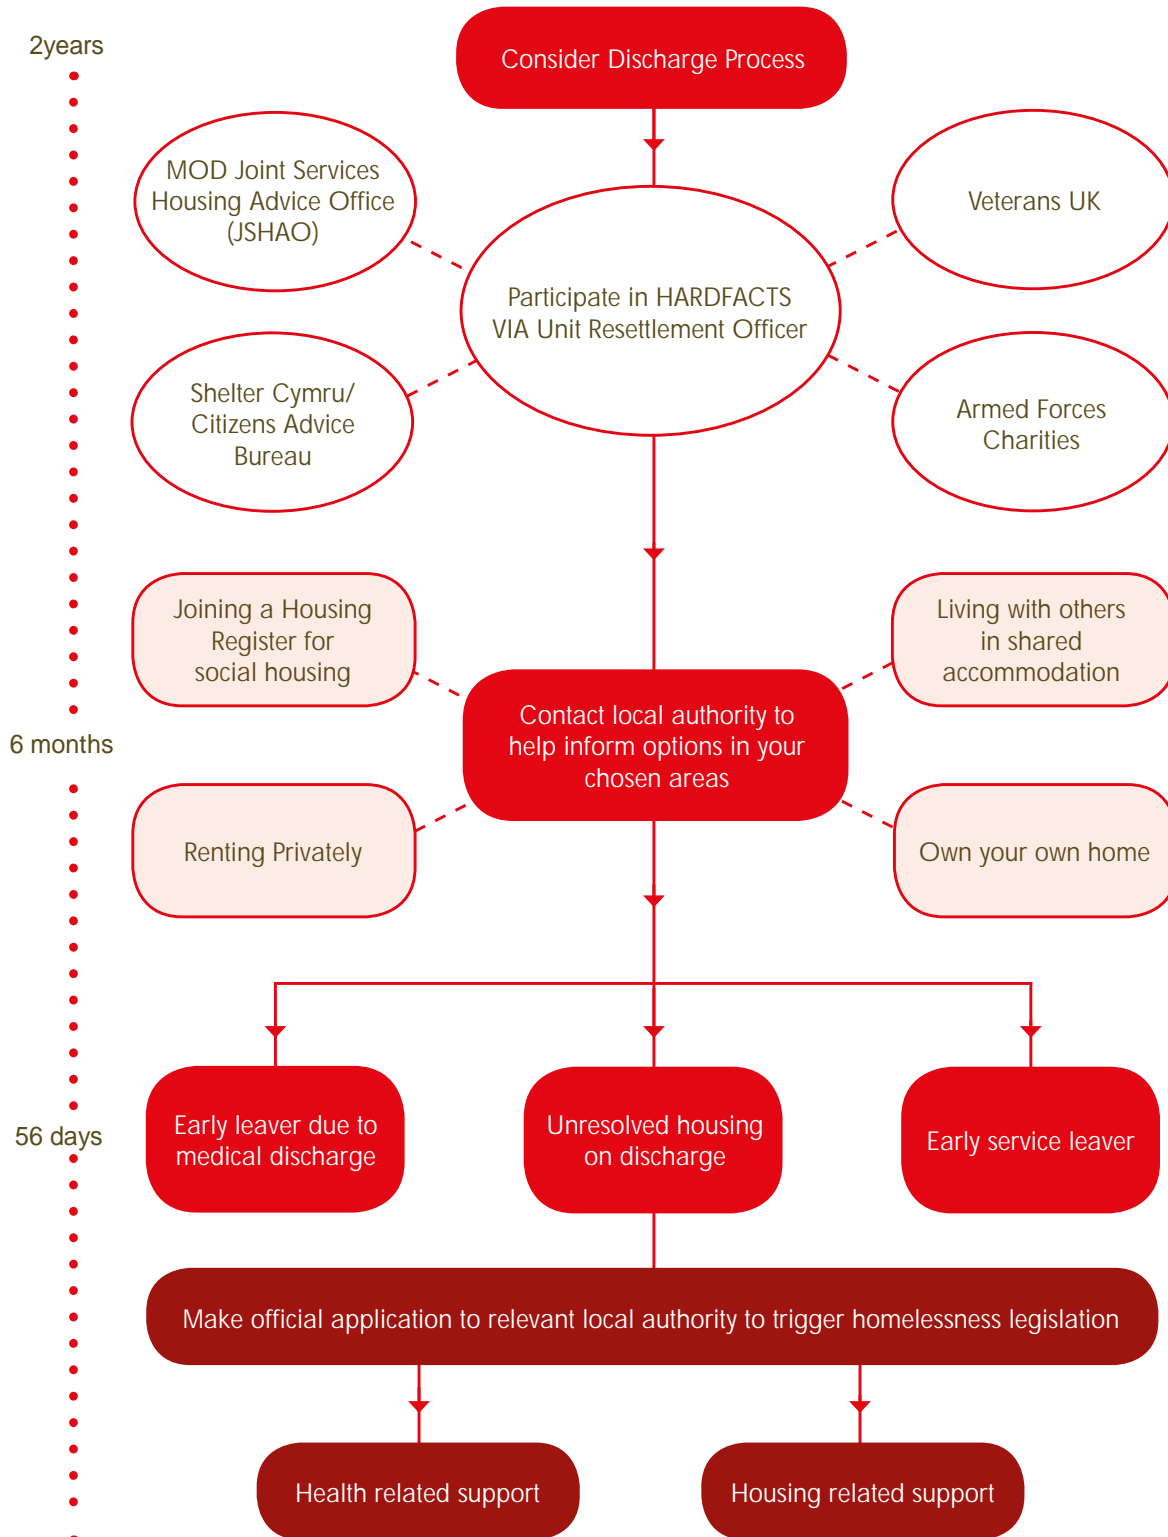 2years
Consider Discharge Process
MOD Joint Services
Housing Advice Office
(JSHAO)
Veterans UK
Participate in HARDFACTS
VIA Unit Resettlement Officer
Shelter Cymru/
Citizens Advice
Bureau
Armed Forces
Charities
Joining a Housing
Register for
social housing
Living with others
in shared
accommodation
Contact local authority to
help inform options in your
chosen areas
6 months
Renting Privately
Own your own home
Early leaver due to
medical discharge
Unresolved housing
on discharge
Early service leaver
56 days
Make official application to relevant local authority to trigger homelessness legislation
Health related support
Housing related support